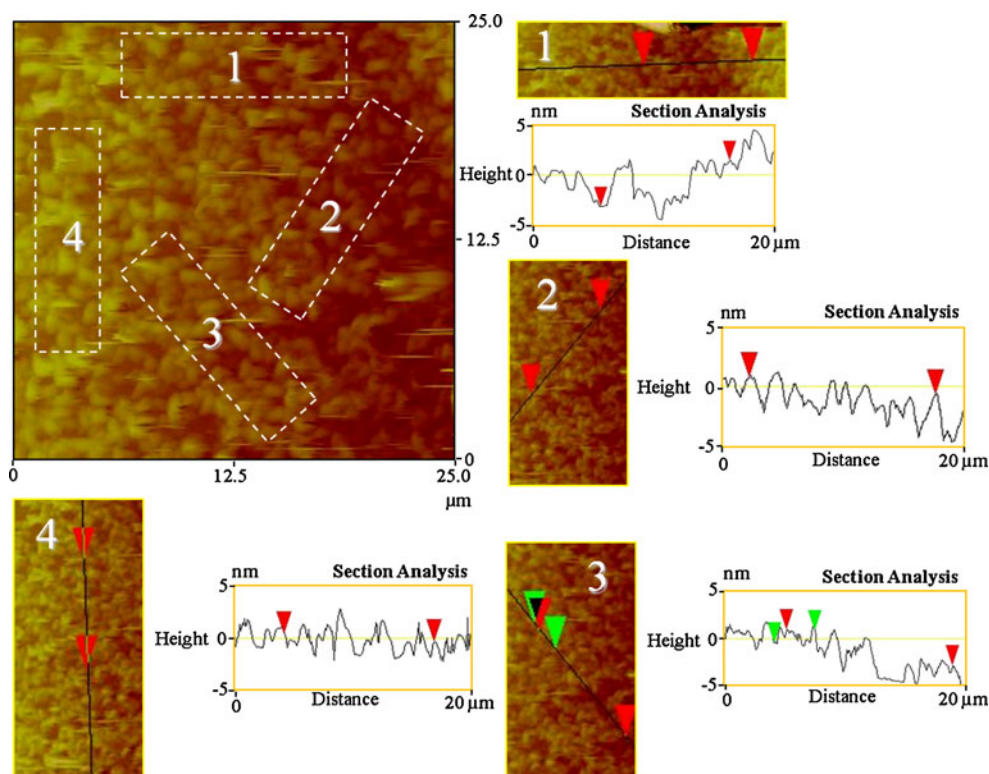 25.0
1
1
nm Section Analysis
5
Height 0
-5
0 Distance 20 µm
2
4
12.5
3
0
0 12.5 25.0
µm
2
nm Section Analysis
5
Height 0
-5
0 Distance 20 µm
4
nm Section Analysis
5
Height 0
-5
0 Distance 20 µm
3
nm Section Analysis
5
Height 0
-5
0 Distance 20 µm